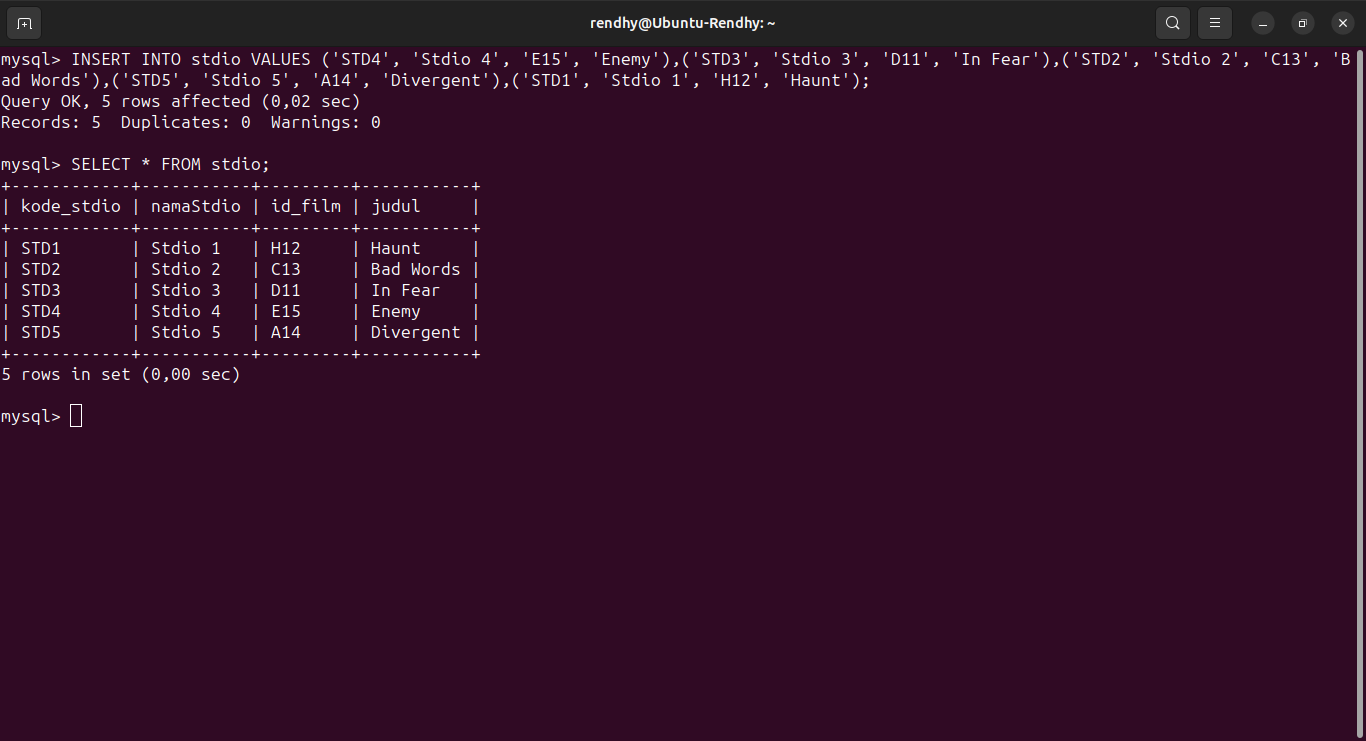 rendhy@Ubuntu-Rendhy: ~
mysql> INSERT INTO stdio VALUES ('STD4', 'Stdio 4', 'E15', 'Enemy'),('STD3', 'Stdio 3', 'D11', 'In Fear'),('STD2', 'Stdio 2', 'C13', 'B
ad Words'),('STD5', 'Stdio 5', 'A14', 'Divergent'),('STD1', 'Stdio 1', 'H12', 'Haunt');
Query OK, 5 rows affected (0,02 sec)
Records: 5  Duplicates: 0  Warnings: 0
mysql> SELECT * FROM stdio;
+------------+-----------+---------+-----------+
| kode_stdio | namaStdio | id_film | judul     |
+------------+-----------+---------+-----------+
| STD1       | Stdio 1   | H12     | Haunt     |
| STD2       | Stdio 2   | C13     | Bad Words |
| STD3       | Stdio 3   | D11     | In Fear   |
| STD4       | Stdio 4   | E15     | Enemy     |
| STD5       | Stdio 5   | A14     | Divergent |
+------------+-----------+---------+-----------+
5 rows in set (0,00 sec)
mysql>